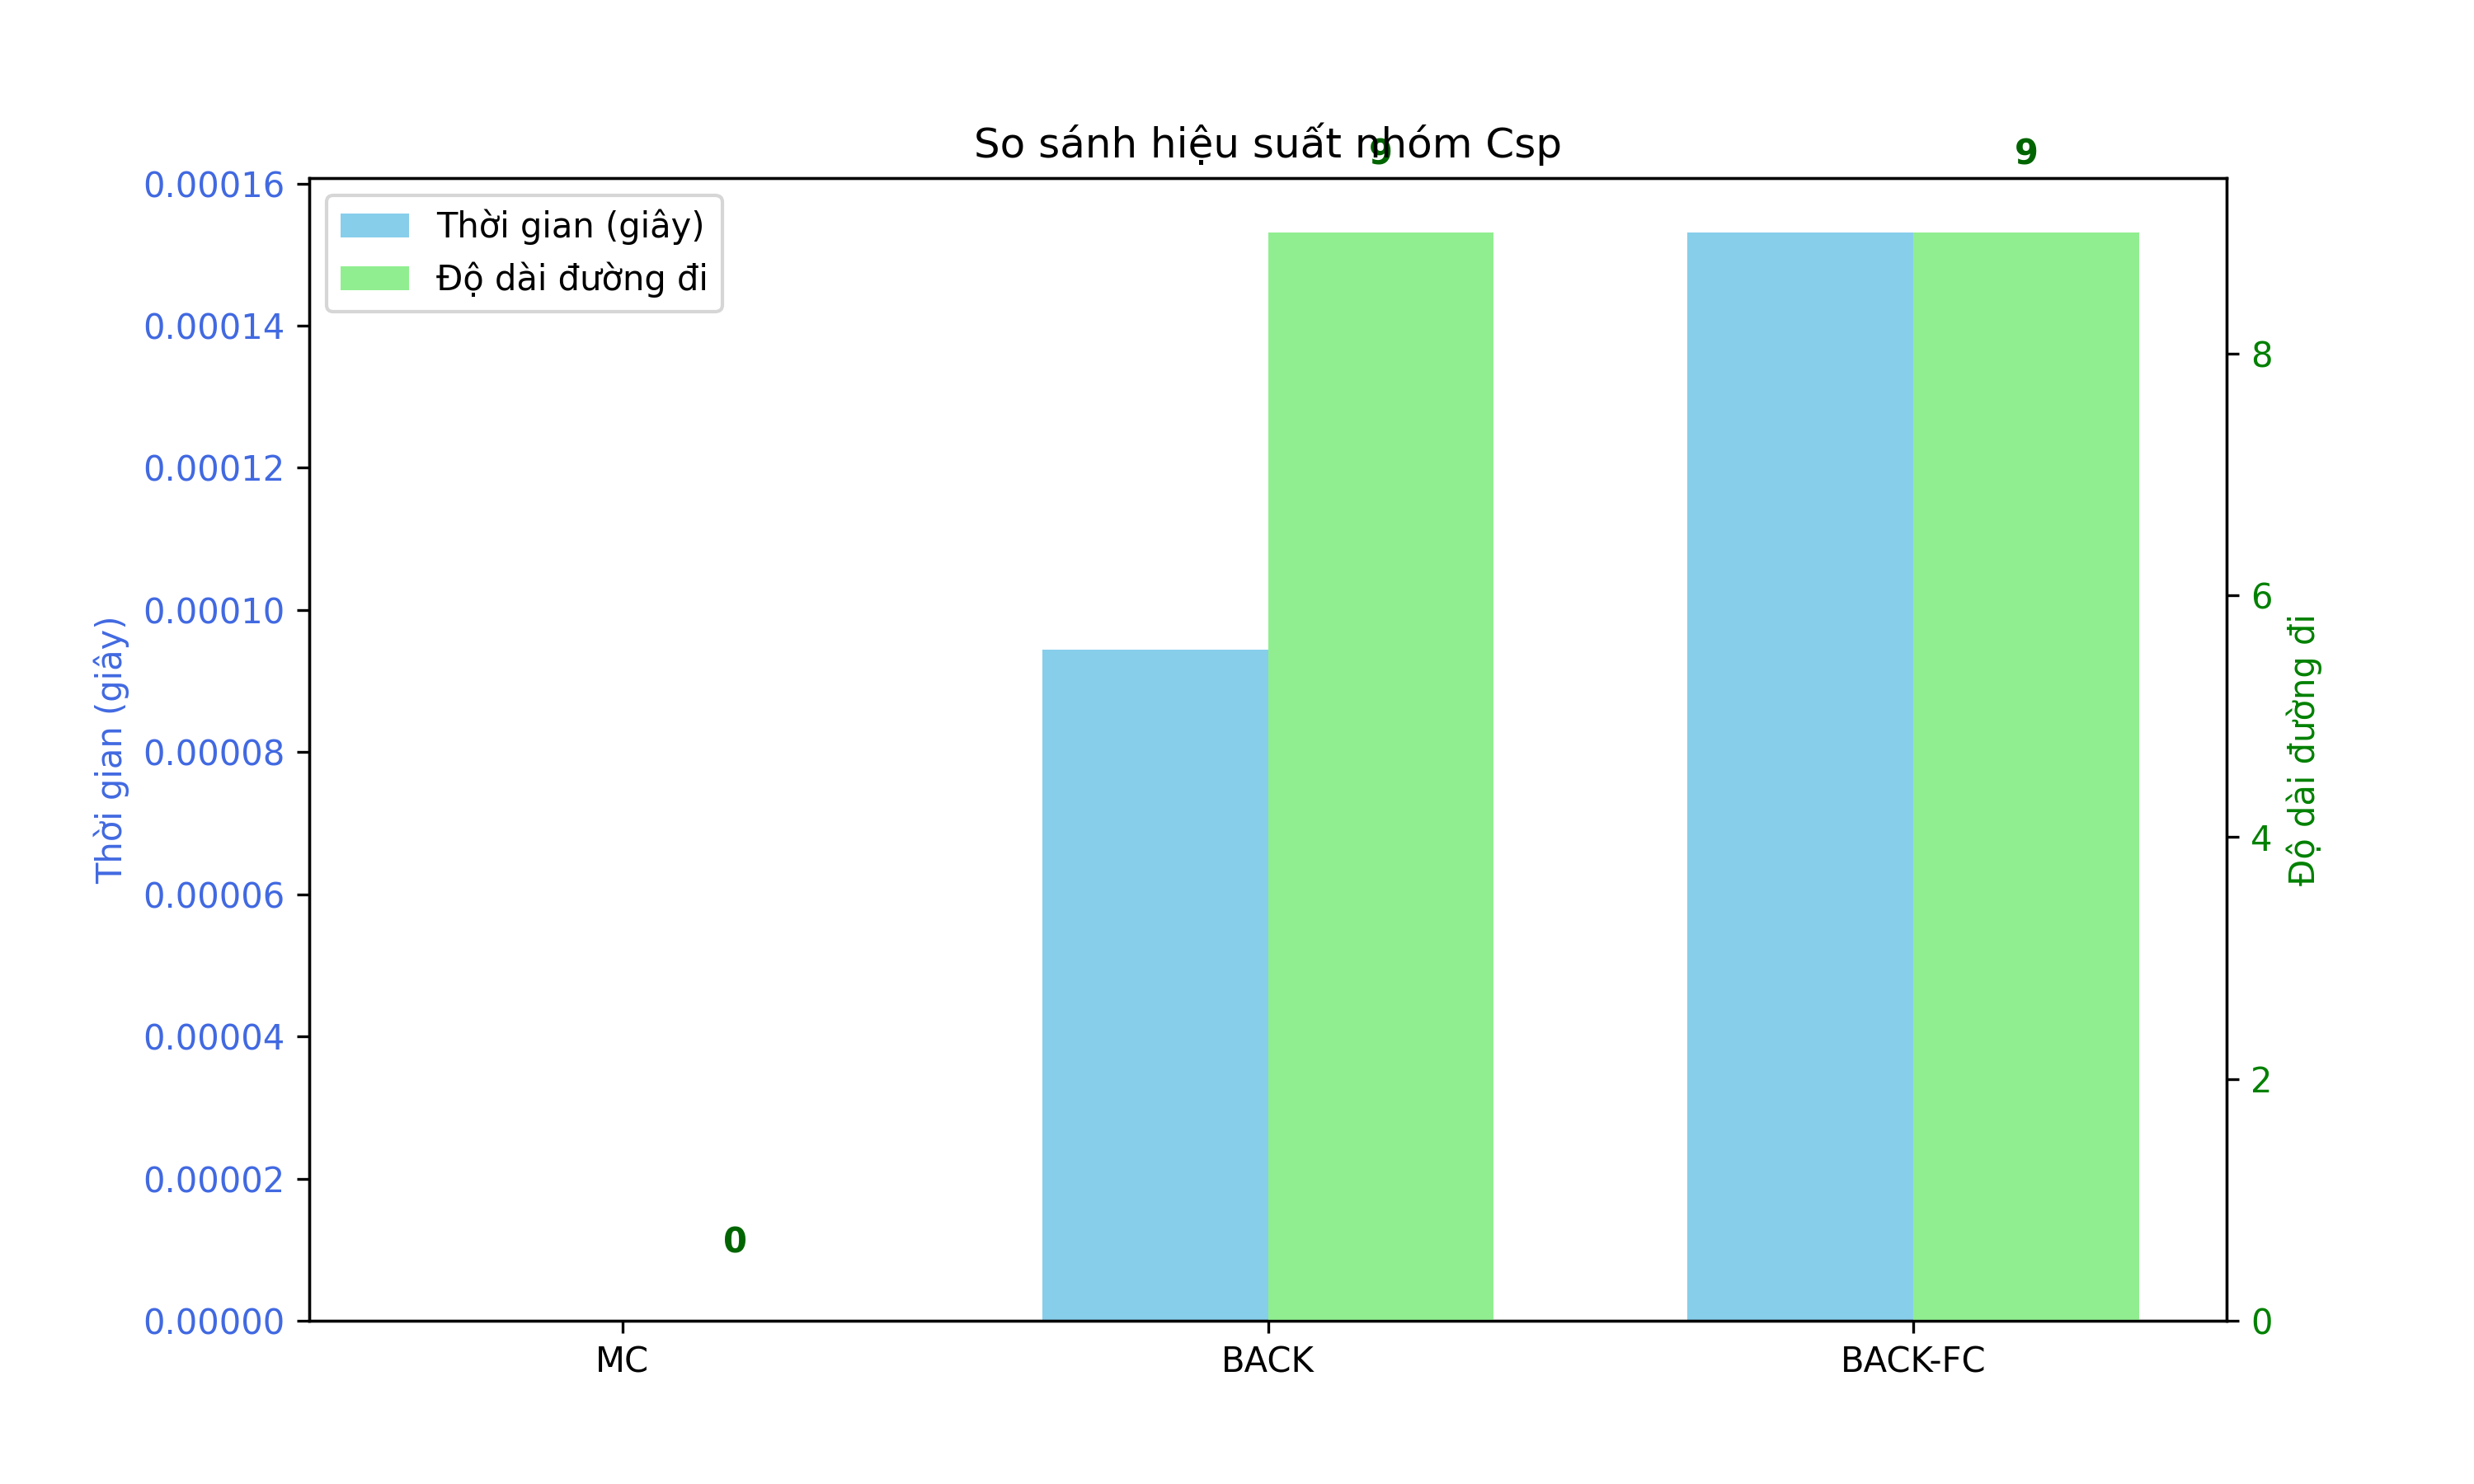 So sánh hiệu suất nhóm Csp
9
9
Thời gian (giây)
Độ dài đường đi
0.00016
0.00014
0.00012
0.00010
0.00008
0.00006
0.00004
0.00002
0.00000
Thời gian (giây)
8
6
4
2
0
Độ dài đường đi
0
MC
BACK
BACK-FC